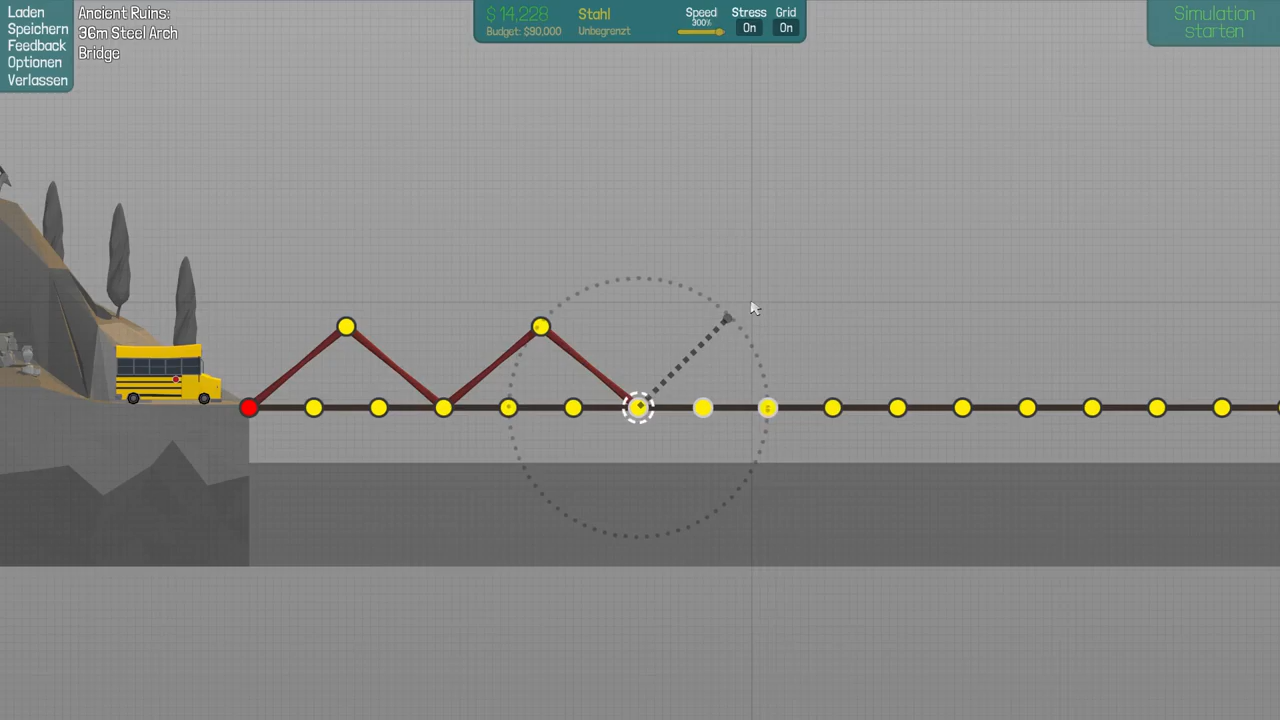 Laden
Speichern
Feedback
Optionen
Verlassen
Ancient Ruins:
36m Steel Arch
Bridge
$ 14,228
Budget: $90,000
Stahl
Unbegrenzt
Speed
300%
Stress
On
Grid
On
Simulation
starten